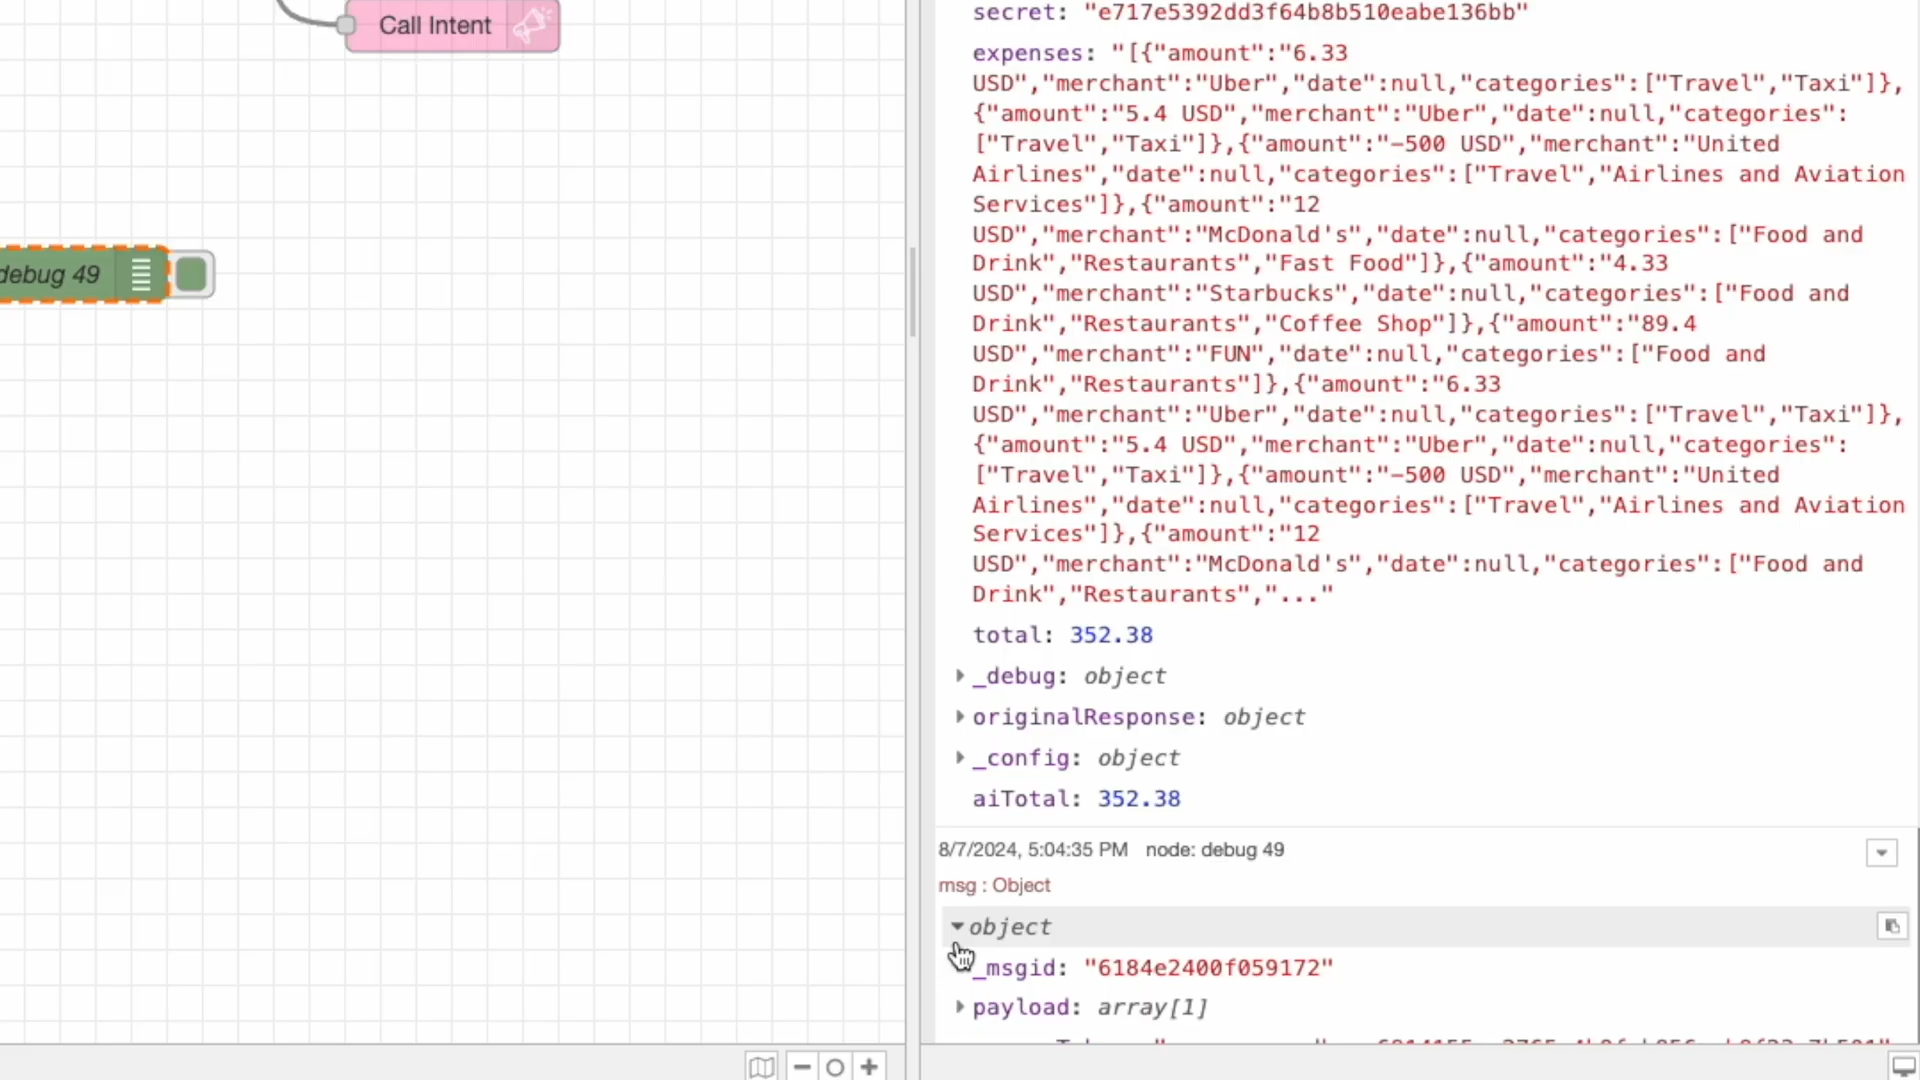 Call Intent
debug 49
secret: "e717e5392dd3f64b8b510eabe136bb"
expenses: "[{"amount":"6.33
USD","merchant":"Uber","date":null,"categories":["Travel","Taxi"]},
{"amount":"5.4 USD","merchant":"Uber","date":null,"categories":
["Travel","Taxi"]},{"amount":"-500 USD","merchant":"United
Airlines","date":null,"categories":["Travel","Airlines and Aviation
Services"]},{"amount":"12
USD","merchant":"McDonald's","date":null,"categories":["Food and
Drink","Restaurants","Fast Food"]},{"amount":"4.33
USD","merchant":"Starbucks","date":null,"categories":["Food and
Drink","Restaurants","Coffee Shop"]},{"amount":"89.4
USD","merchant":"FUN","date":null,"categories":["Food and
Drink","Restaurants"]},{"amount":"6.33
USD","merchant":"Uber","date":null,"categories":["Travel","Taxi"]},
{"amount":"5.4 USD","merchant":"Uber","date":null,"categories":
["Travel","Taxi"]},{"amount":"-500 USD","merchant":"United
Airlines","date":null,"categories":["Travel","Airlines and Aviation
Services"]},{"amount":"12
USD","merchant":"McDonald's","date":null,"categories":["Food and
Drink","Restaurants","..."
total: 352.38
_debug: object
originalResponse: object
_config: object
aiTotal: 352.38
8/7/2024, 5:04:35 PM node: debug 49
msg : Object
object
_msgid: "6184e2400f059172"
payload: array[1]